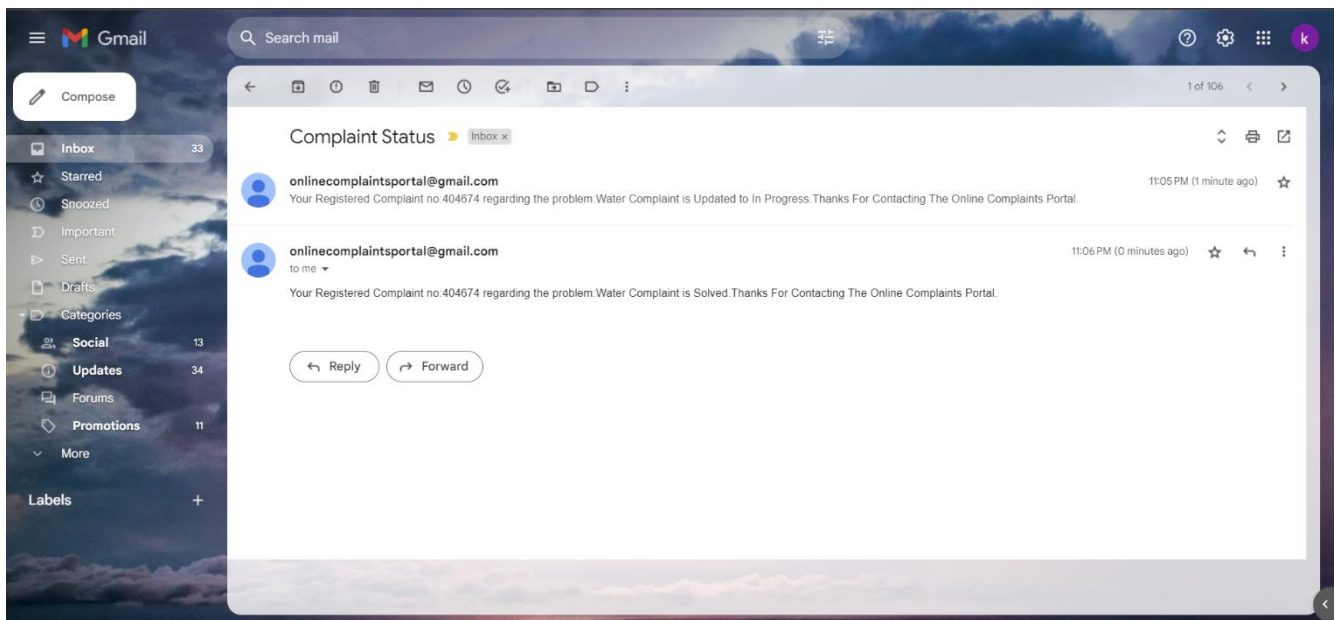 Gmail
Search mail
k
Compose
1 of 106
Inbox 33
Starred
Snoozed
Important
Sent
Drafts
Categories
Social 13
Updates 34
Forums
Promotions 11
More
Labels
Complaint Status Inbox x
onlinecomplaintsportal@gmail.com 11:05 PM (1 minute ago)
Your Registered Complaint no:404674 regarding the problem:Water Complaint is Updated to In Progress.Thanks For Contacting The Online Complaints Portal.
onlinecomplaintsportal@gmail.com 11:06 PM (0 minutes ago)
to me
Your Registered Complaint no:404674 regarding the problem:Water Complaint is Solved.Thanks For Contacting The Online Complaints Portal.
Reply Forward